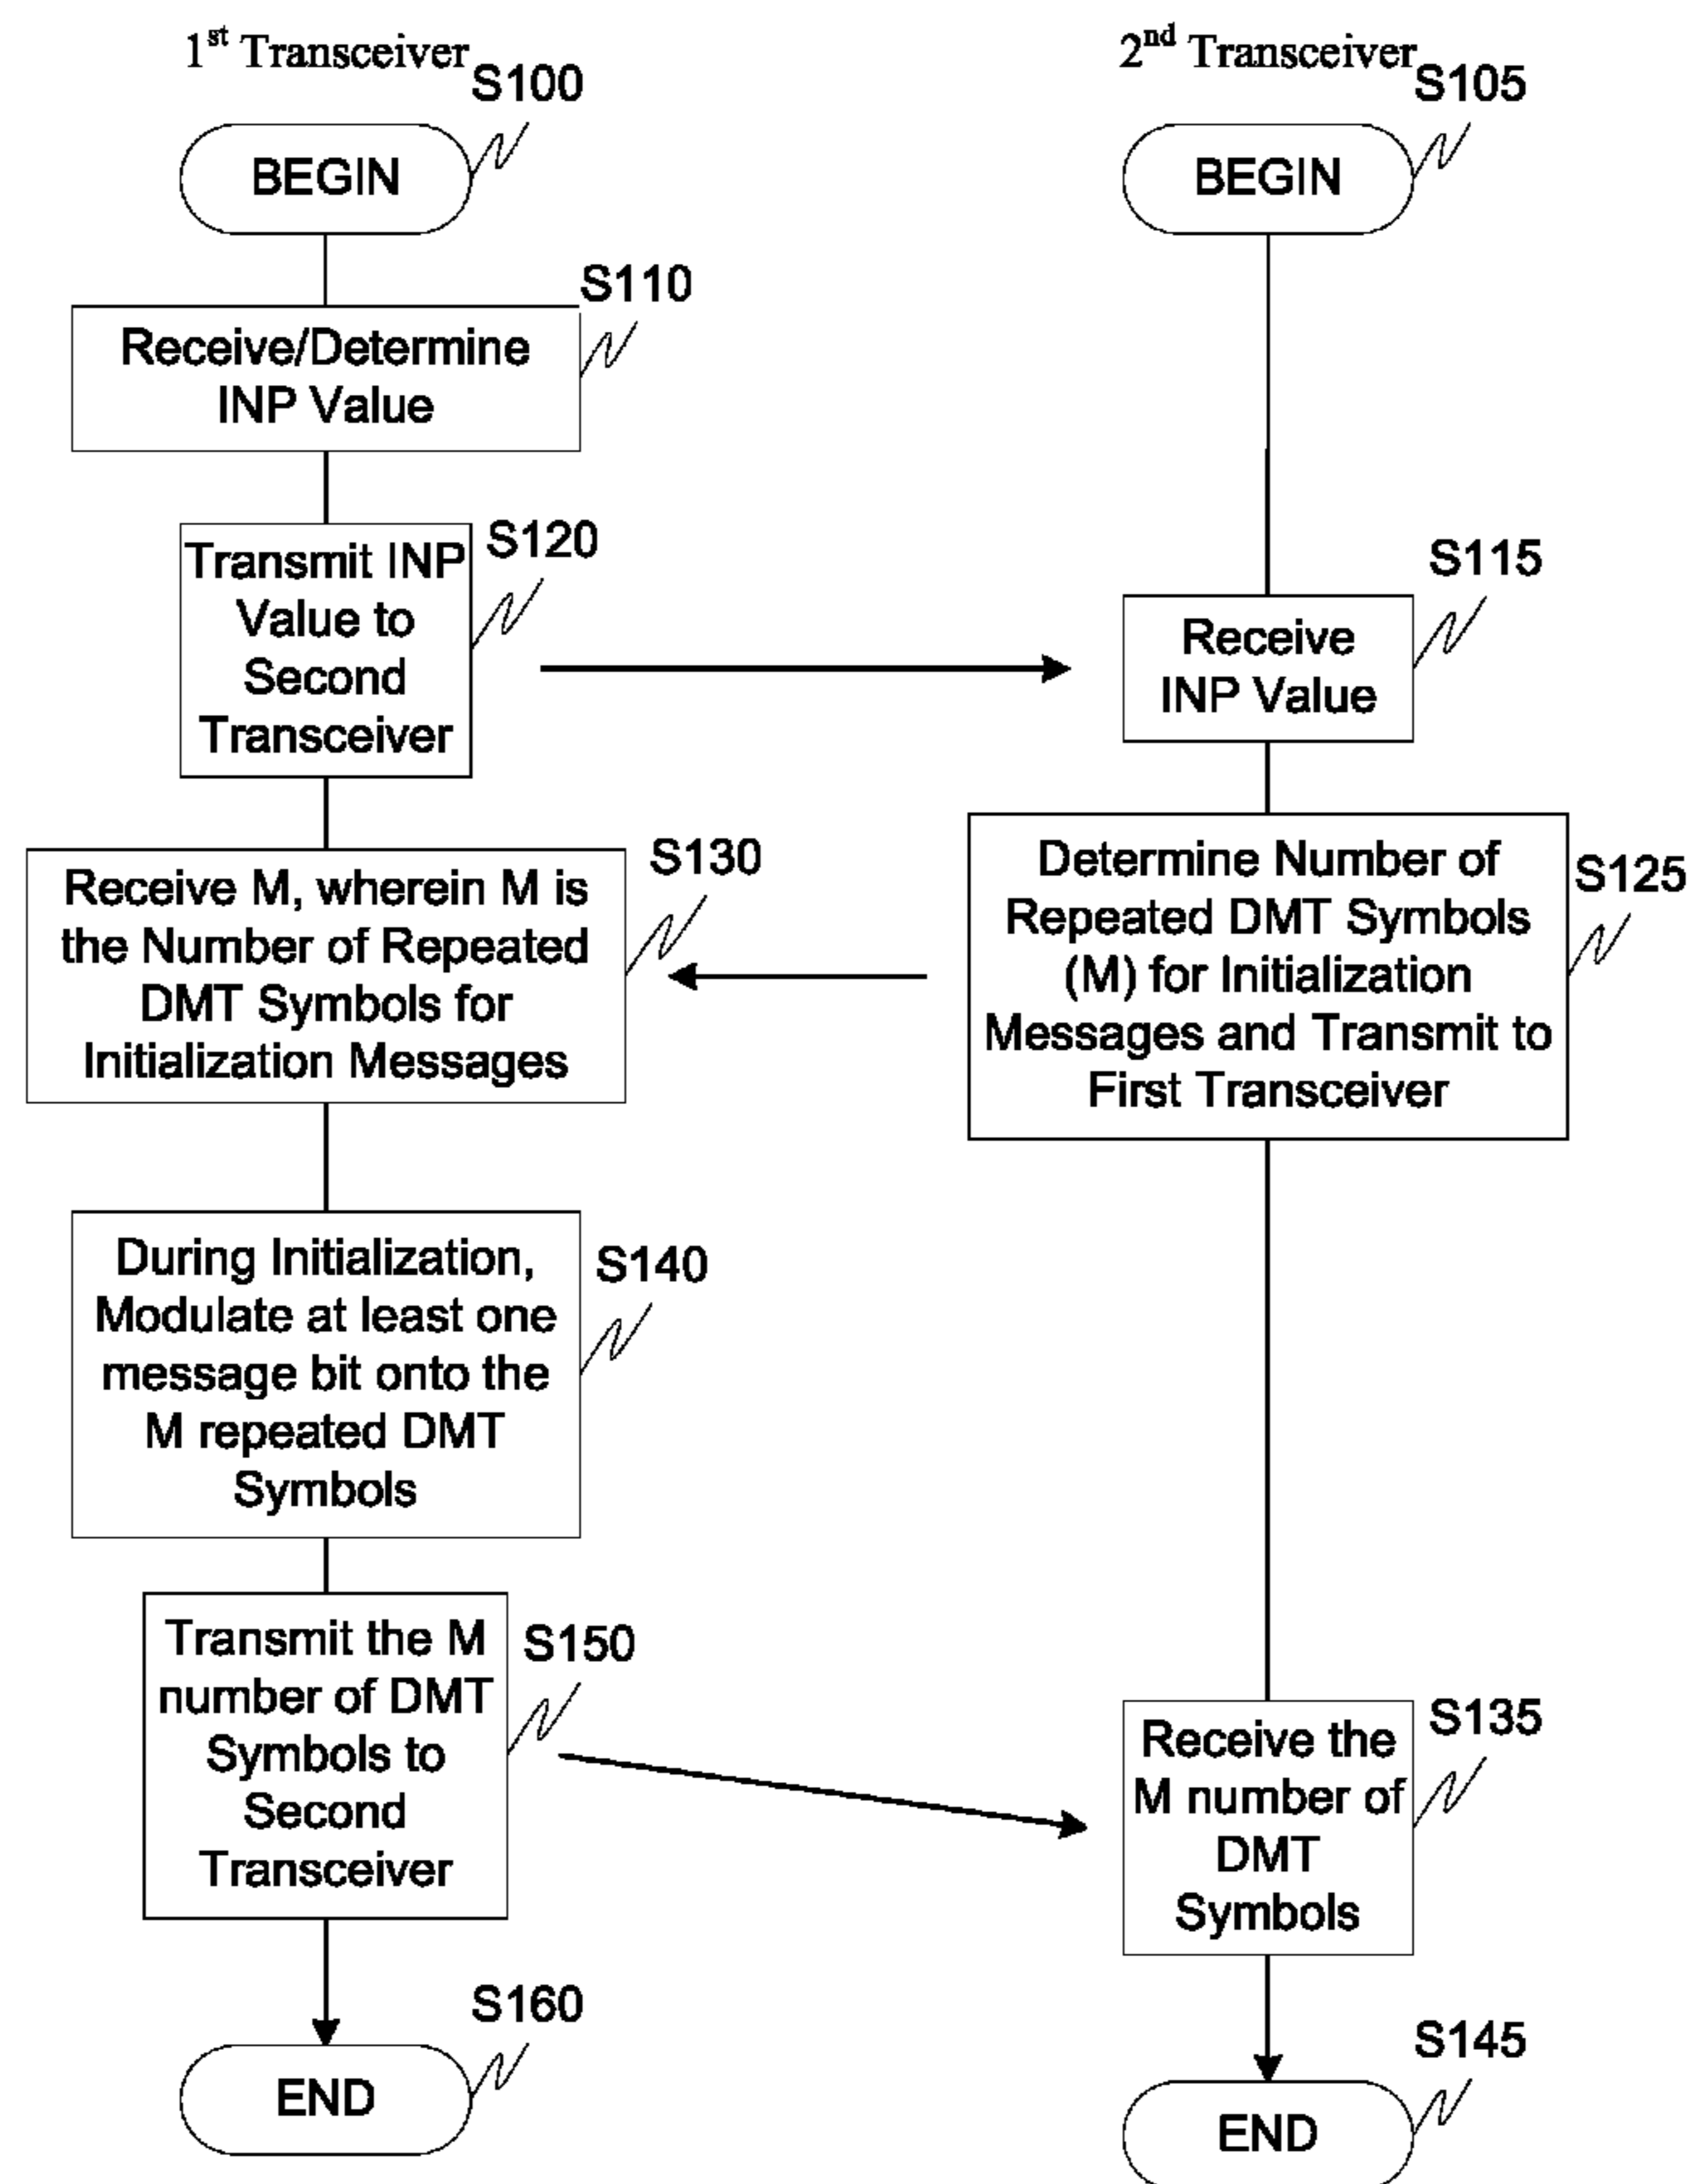 1st Transceiver
S100
BEGIN
S110
Receive/Determine
INP Value
S120
Transmit INP
Value to
Second
Transceiver
S130
Receive M, wherein M is
the Number of Repeated
DMT Symbols for
Initialization Messages
S140
During Initialization,
Modulate at least one
message bit onto the
M repeated DMT
Symbols
S150
Transmit the M
number of DMT
Symbols to
Second
Transceiver
S160
END
2nd Transceiver
S105
BEGIN
S115
Receive
INP Value
S125
Determine Number of
Repeated DMT Symbols
(M) for Initialization
Messages and Transmit to
First Transceiver
S135
Receive the
M number of
DMT
Symbols
S145
END